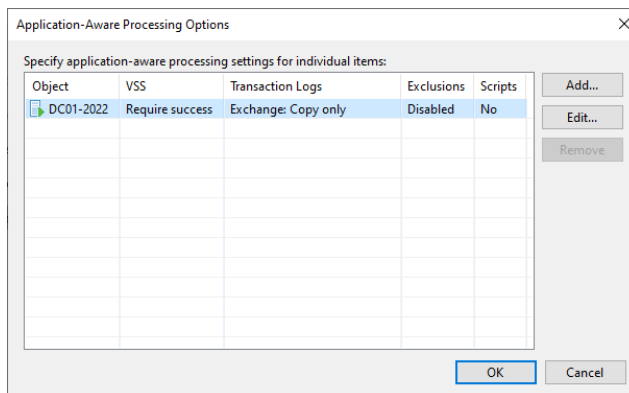 Application-Aware Processing Options
Specify application-aware processing settings for individual items:
Object VSS Transaction Logs Exclusions Scripts
DC01-2022 Require success Exchange: Copy only Disabled No
Add...
Edit...
Remove
OK Cancel